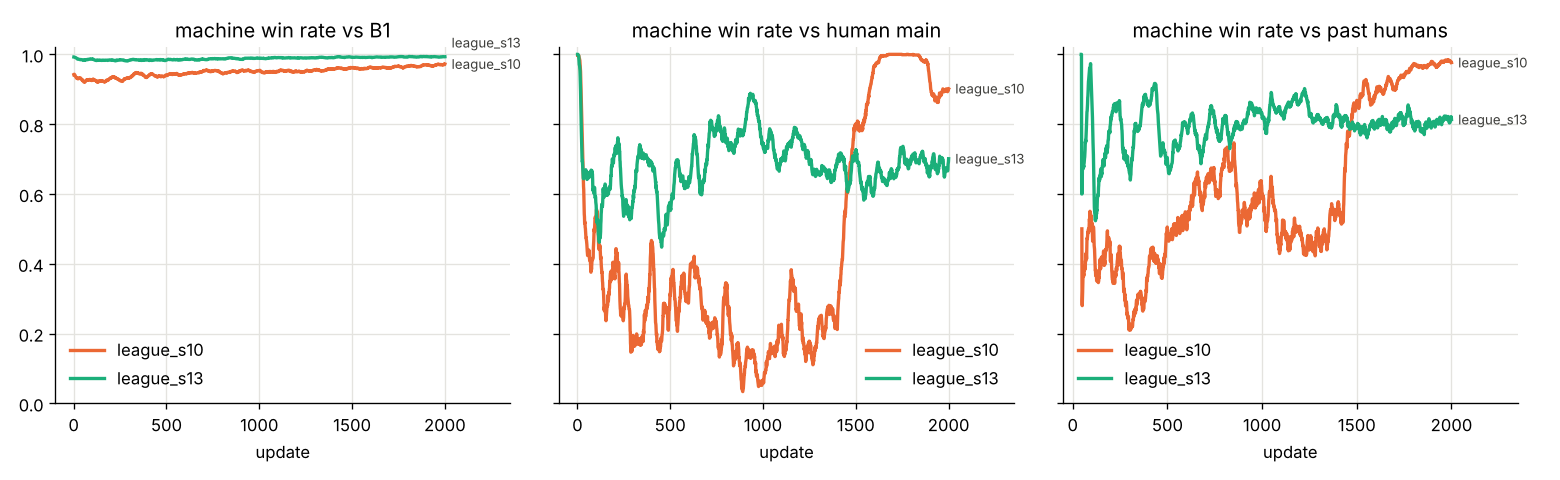 machine win rate vs B1
1.0
0.8
0.6
0.4
0.2
0.0
0
500
1000
1500
2000
update
league_s13
league_s10
league_s10
league_s13
machine win rate vs human main
0
500
1000
1500
2000
update
league_s10
league_s13
league_s10
league_s13
machine win rate vs past humans
0
500
1000
1500
2000
update
league_s10
league_s13
league_s10
league_s13